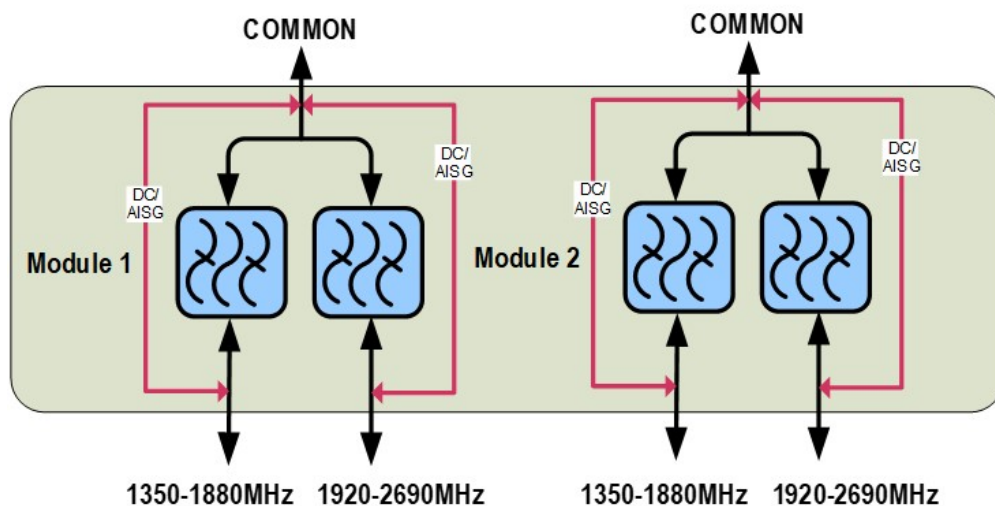 COMMON
COMMON
DC/
AISG
DC/
AISG
DC/
AISG
DC/
AISG
Module 1
Module 2
1350-1880MHz
1920-2690MHz
1350-1880MHz
1920-2690MHz